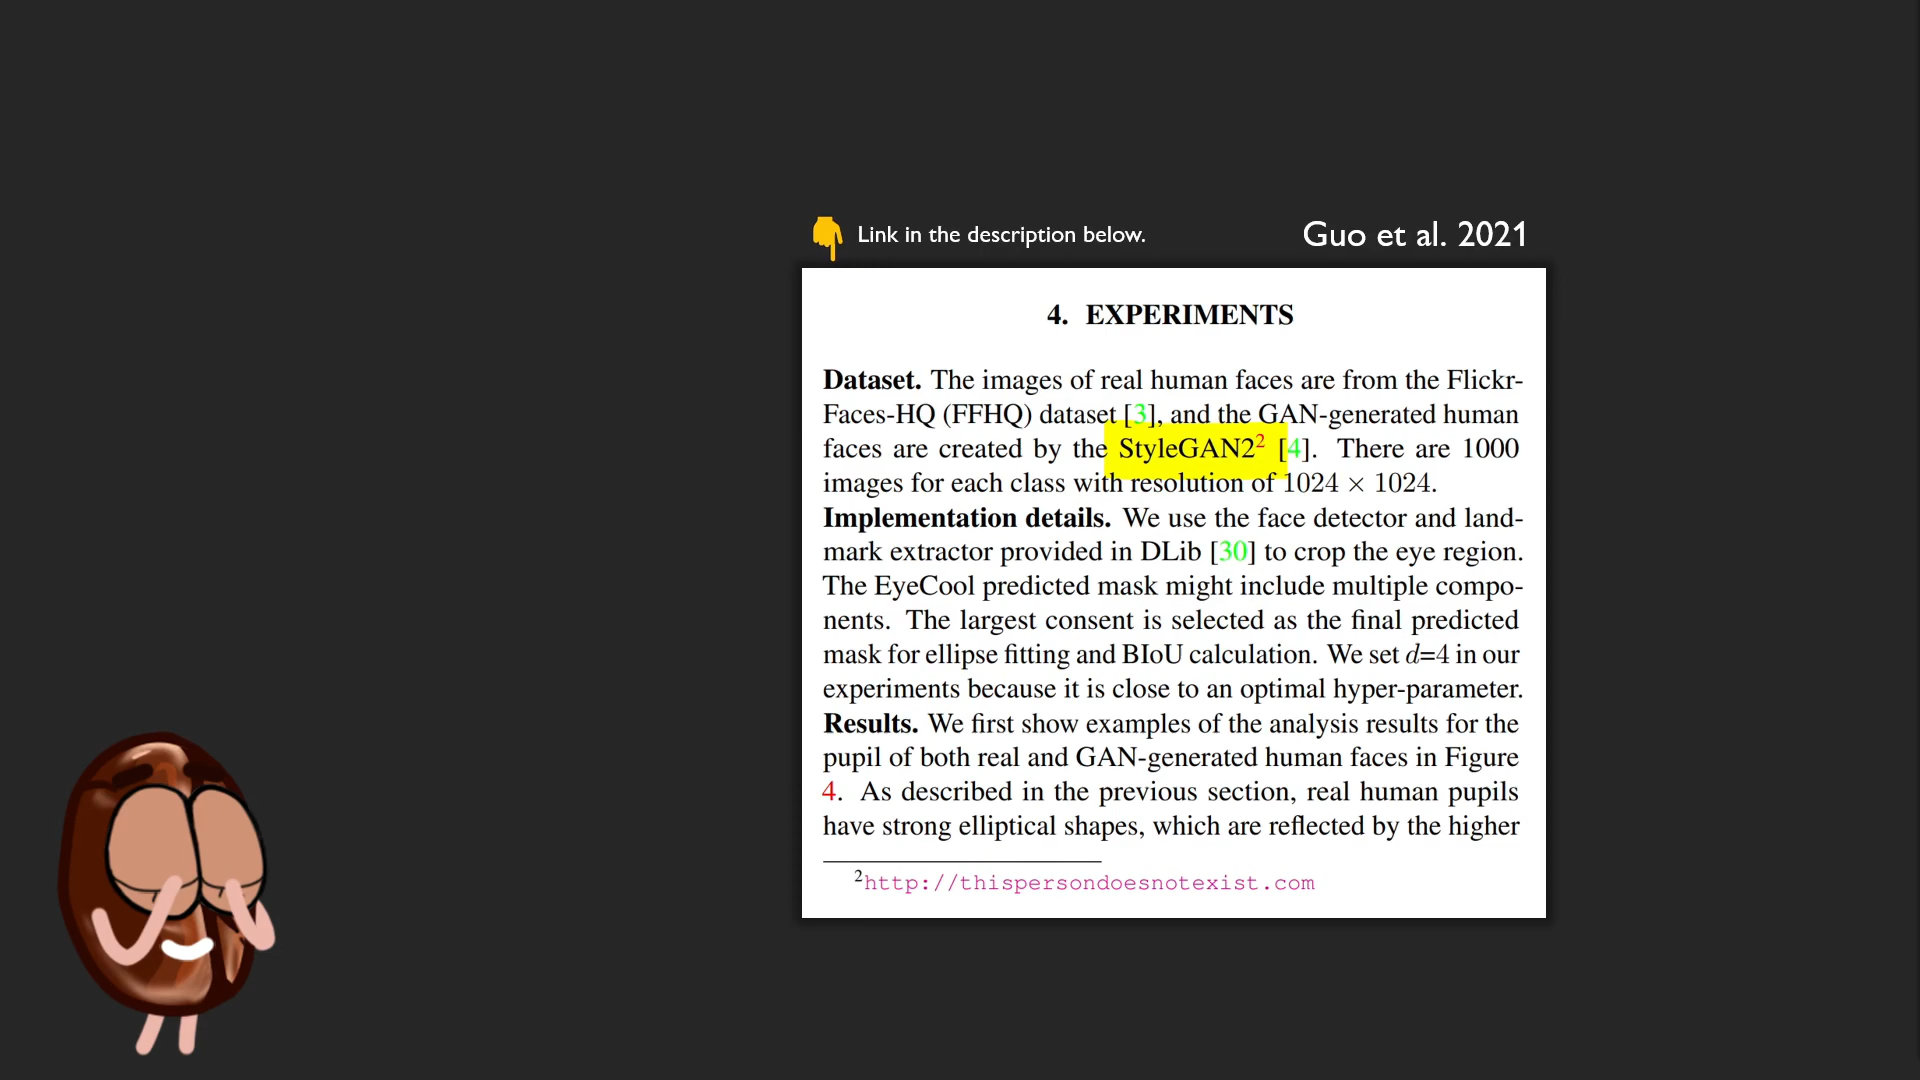 Link in the description below.
Guo et al. 2021
4. EXPERIMENTS
Dataset. The images of real human faces are from the Flickr-
Faces-HQ (FFHQ) dataset [3], and the GAN-generated human
faces are created by the StyleGAN2² [4]. There are 1000
images for each class with resolution of 1024 × 1024.
Implementation details. We use the face detector and land-
mark extractor provided in DLib [30] to crop the eye region.
The EyeCool predicted mask might include multiple compo-
nents. The largest consent is selected as the final predicted
mask for ellipse fitting and BIoU calculation. We set d=4 in our
experiments because it is close to an optimal hyper-parameter.
Results. We first show examples of the analysis results for the
pupil of both real and GAN-generated human faces in Figure
4. As described in the previous section, real human pupils
have strong elliptical shapes, which are reflected by the higher
²http://thispersondoesnotexist.com